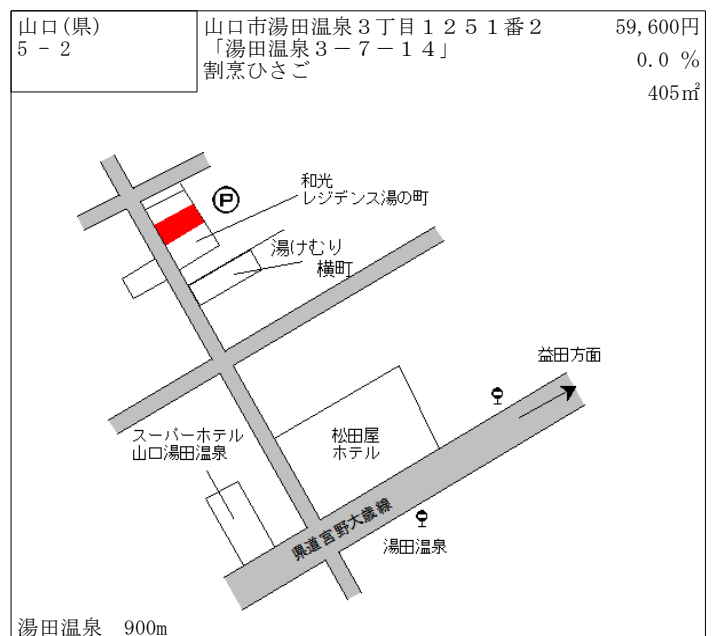 山口(県)
5 - 2
山口市湯田温泉３丁目１２５１番２
「湯田温泉３－７－１４」
割烹ひさご
59,600円
0.0 %
405㎡
P
和光
レジデンス湯の町
湯けむり
横町
益田方面
スーパーホテル
山口湯田温泉
松田屋
ホテル
県道宮野大歳線
湯田温泉
湯田温泉　900m